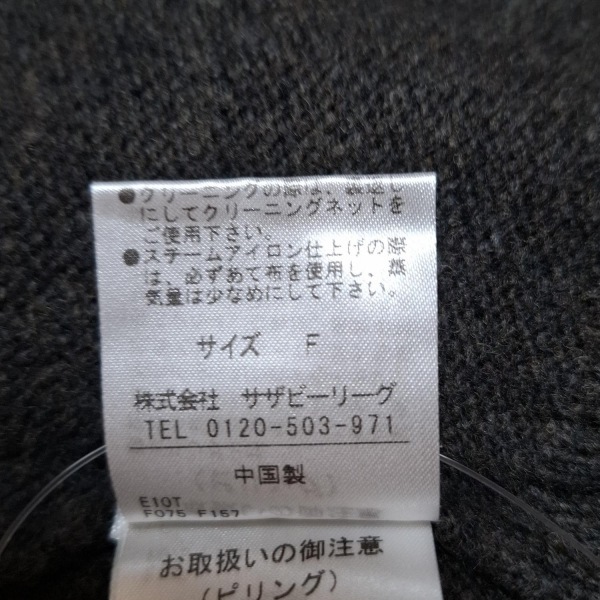 ●クリーニングの際は、裏返し
にしてクリーニングネットを
ご使用下さい。
●スチームアイロン仕上げの際
は、必ずあて布を使用し、蒸
気量は少なめにして下さい。
サイズ F
株式会社 サザビーリーグ
TEL 0120-503-971
中国製
E10T
F075 F157
お取扱いの御注意
(ピリング)